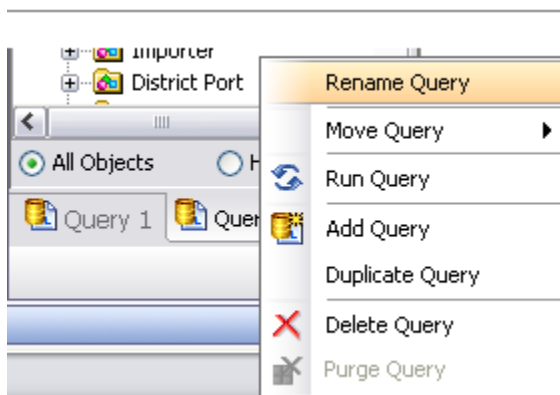 Importer
District Port
All Objects
Query 1
Rename Query
Move Query
Run Query
Add Query
Duplicate Query
Delete Query
Purge Query